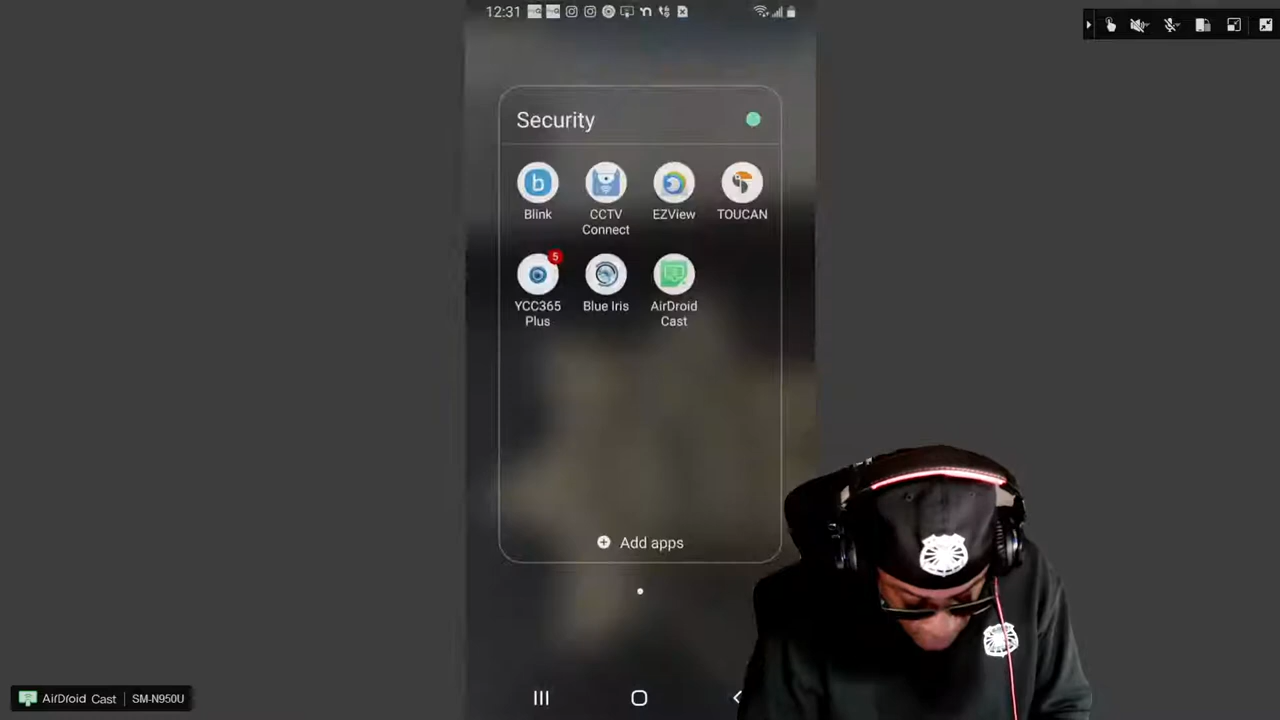 12:31
Security
Blink
CCTV
Connect
EZView
TOUCAN
5
YCC365
Plus
Blue Iris
AirDroid
Cast
Add apps
AirDroid Cast | SM-N950U